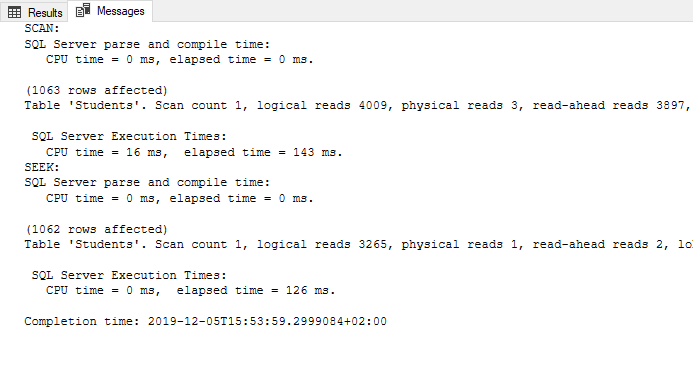 Results Messages
SCAN:
SQL Server parse and compile time:
CPU time = 0 ms, elapsed time = 0 ms.
(1063 rows affected)
Table 'Students'. Scan count 1, logical reads 4009, physical reads 3, read-ahead reads 3897,
SQL Server Execution Times:
CPU time = 16 ms,  elapsed time = 143 ms.
SEEK:
SQL Server parse and compile time:
CPU time = 0 ms, elapsed time = 0 ms.
(1062 rows affected)
Table 'Students'. Scan count 1, logical reads 3265, physical reads 1, read-ahead reads 2,
SQL Server Execution Times:
CPU time = 0 ms,  elapsed time = 126 ms.
Completion time: 2019-12-05T15:53:59.2999084+02:00